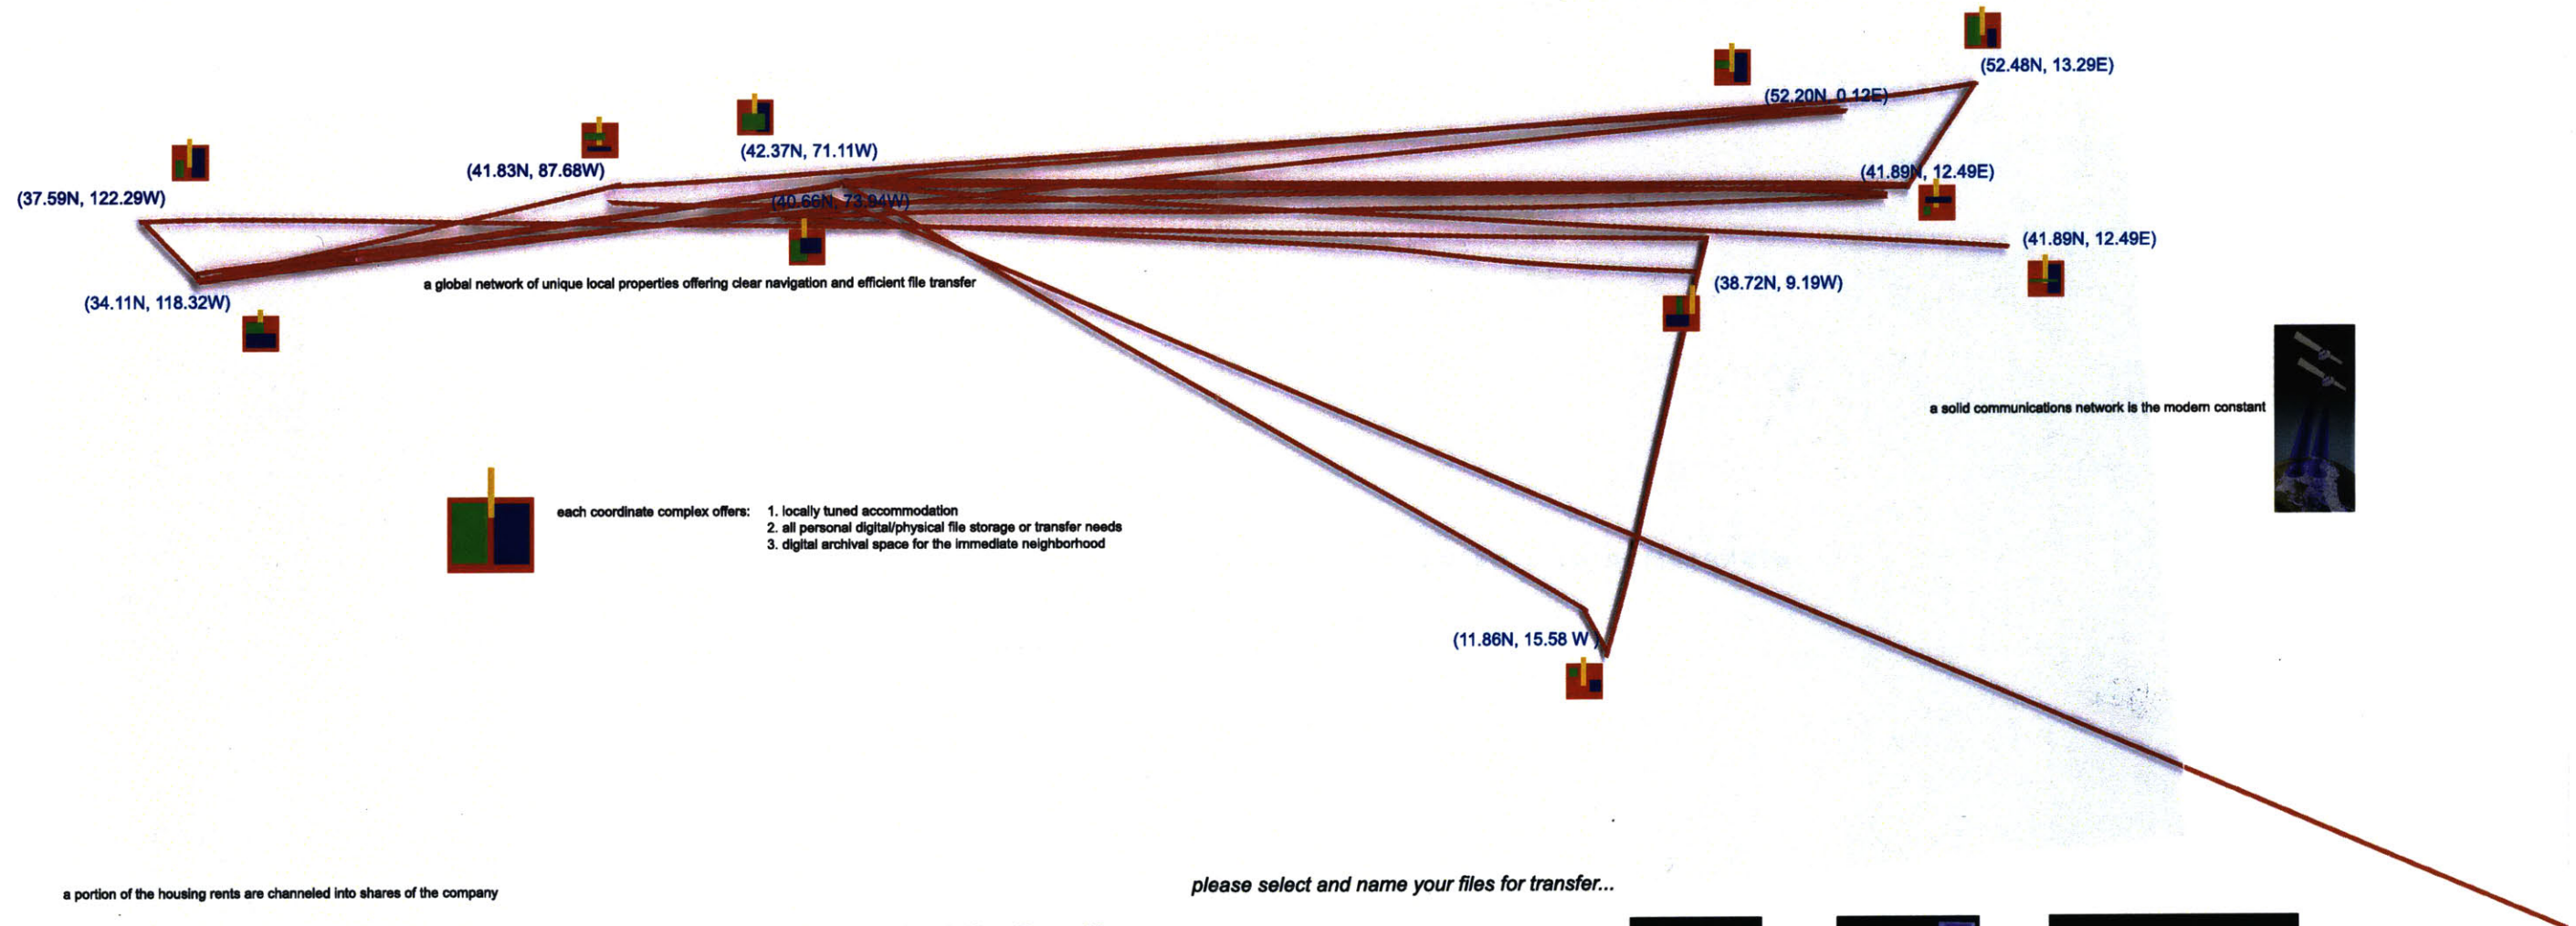 (52.48N, 13.29E)
(52.20N, 0.12E)
(42.37N, 71.11W)
(41.83N, 87.68W)
(41.89N, 12.49E)
(37.59N, 122.29W)
(40.66N, 73.94W)
(41.89N, 12.49E)
a global network of unique local properties offering clear navigation and efficient file transfer
(38.72N, 9.19W)
(34.11N, 118.32W)
a solid communications network is the modern constant
each coordinate complex offers: 1. locally tuned accommodation
2. all personal digital/physical file storage or transfer needs
3. digital archival space for the immediate neighborhood
(11.86N, 15.58 W )
please select and name your files for transfer...
a portion of the housing rents are channeled into shares of the company